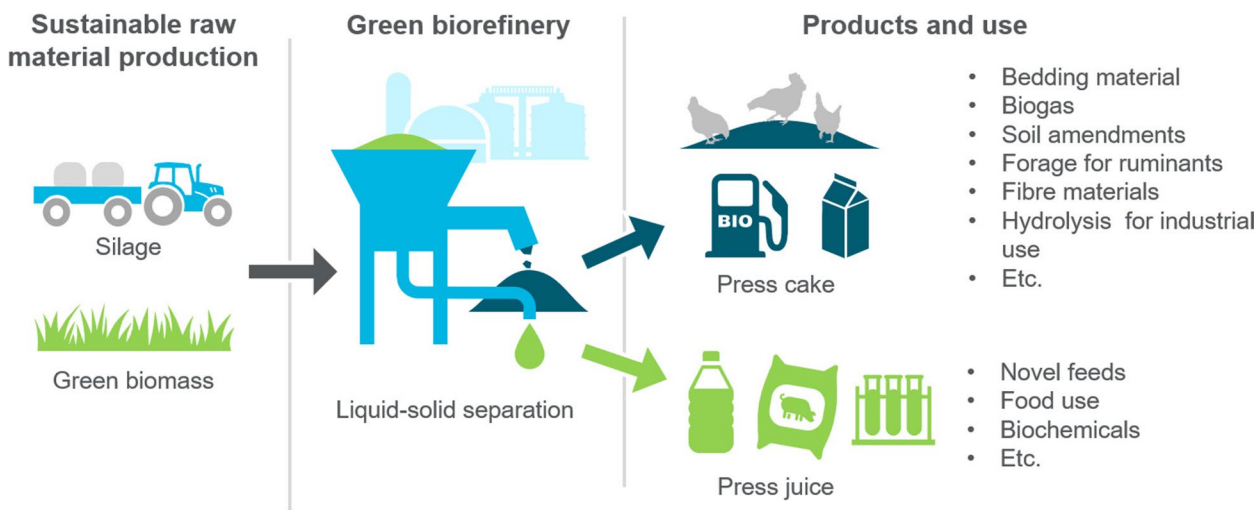 Sustainable raw
material production
Silage
Green biomass
Green biorefinery
Liquid-solid separation
Products and use
BIO
Press cake
• Bedding material
• Biogas
• Soil amendments
• Forage for ruminants
• Fibre materials
• Hydrolysis for industrial
use
• Etc.
Press juice
• Novel feeds
• Food use
• Biochemicals
• Etc.